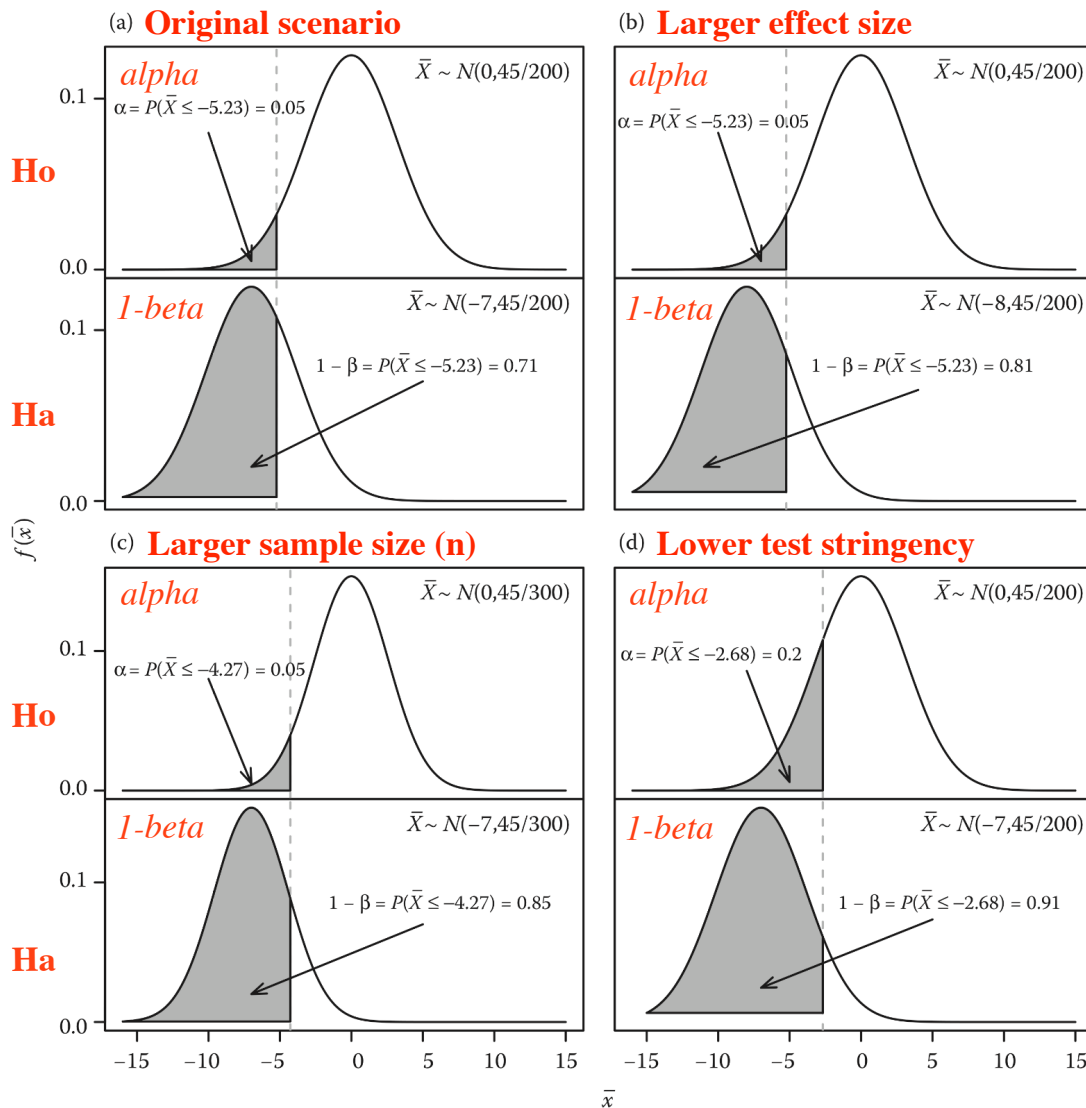 (a) Original scenario
alpha
X̄ ~ N(0,45/200)
α = P(X̄ ≤ −5.23) = 0.05
0.1
Ho
0.0
1-beta
X̄ ~ N(−7,45/200)
0.1
1 − β = P(X̄ ≤ −5.23) = 0.71
Ha
0.0
(b) Larger effect size
alpha
X̄ ~ N(0,45/200)
α = P(X̄ ≤ −5.23) = 0.05
1-beta
X̄ ~ N(−8,45/200)
1 − β = P(X̄ ≤ −5.23) = 0.81
f(x̄)
(c) Larger sample size (n)
alpha
X̄ ~ N(0,45/300)
0.1
α = P(X̄ ≤ −4.27) = 0.05
Ho
0.0
1-beta
X̄ ~ N(−7,45/300)
0.1
1 − β = P(X̄ ≤ −4.27) = 0.85
Ha
0.0
−15 −10 −5 0 5 10 15
(d) Lower test stringency
alpha
X̄ ~ N(0,45/200)
α = P(X̄ ≤ −2.68) = 0.2
1-beta
X̄ ~ N(−7,45/200)
1 − β = P(X̄ ≤ −2.68) = 0.91
−15 −10 −5 0 5 10 15
x̄